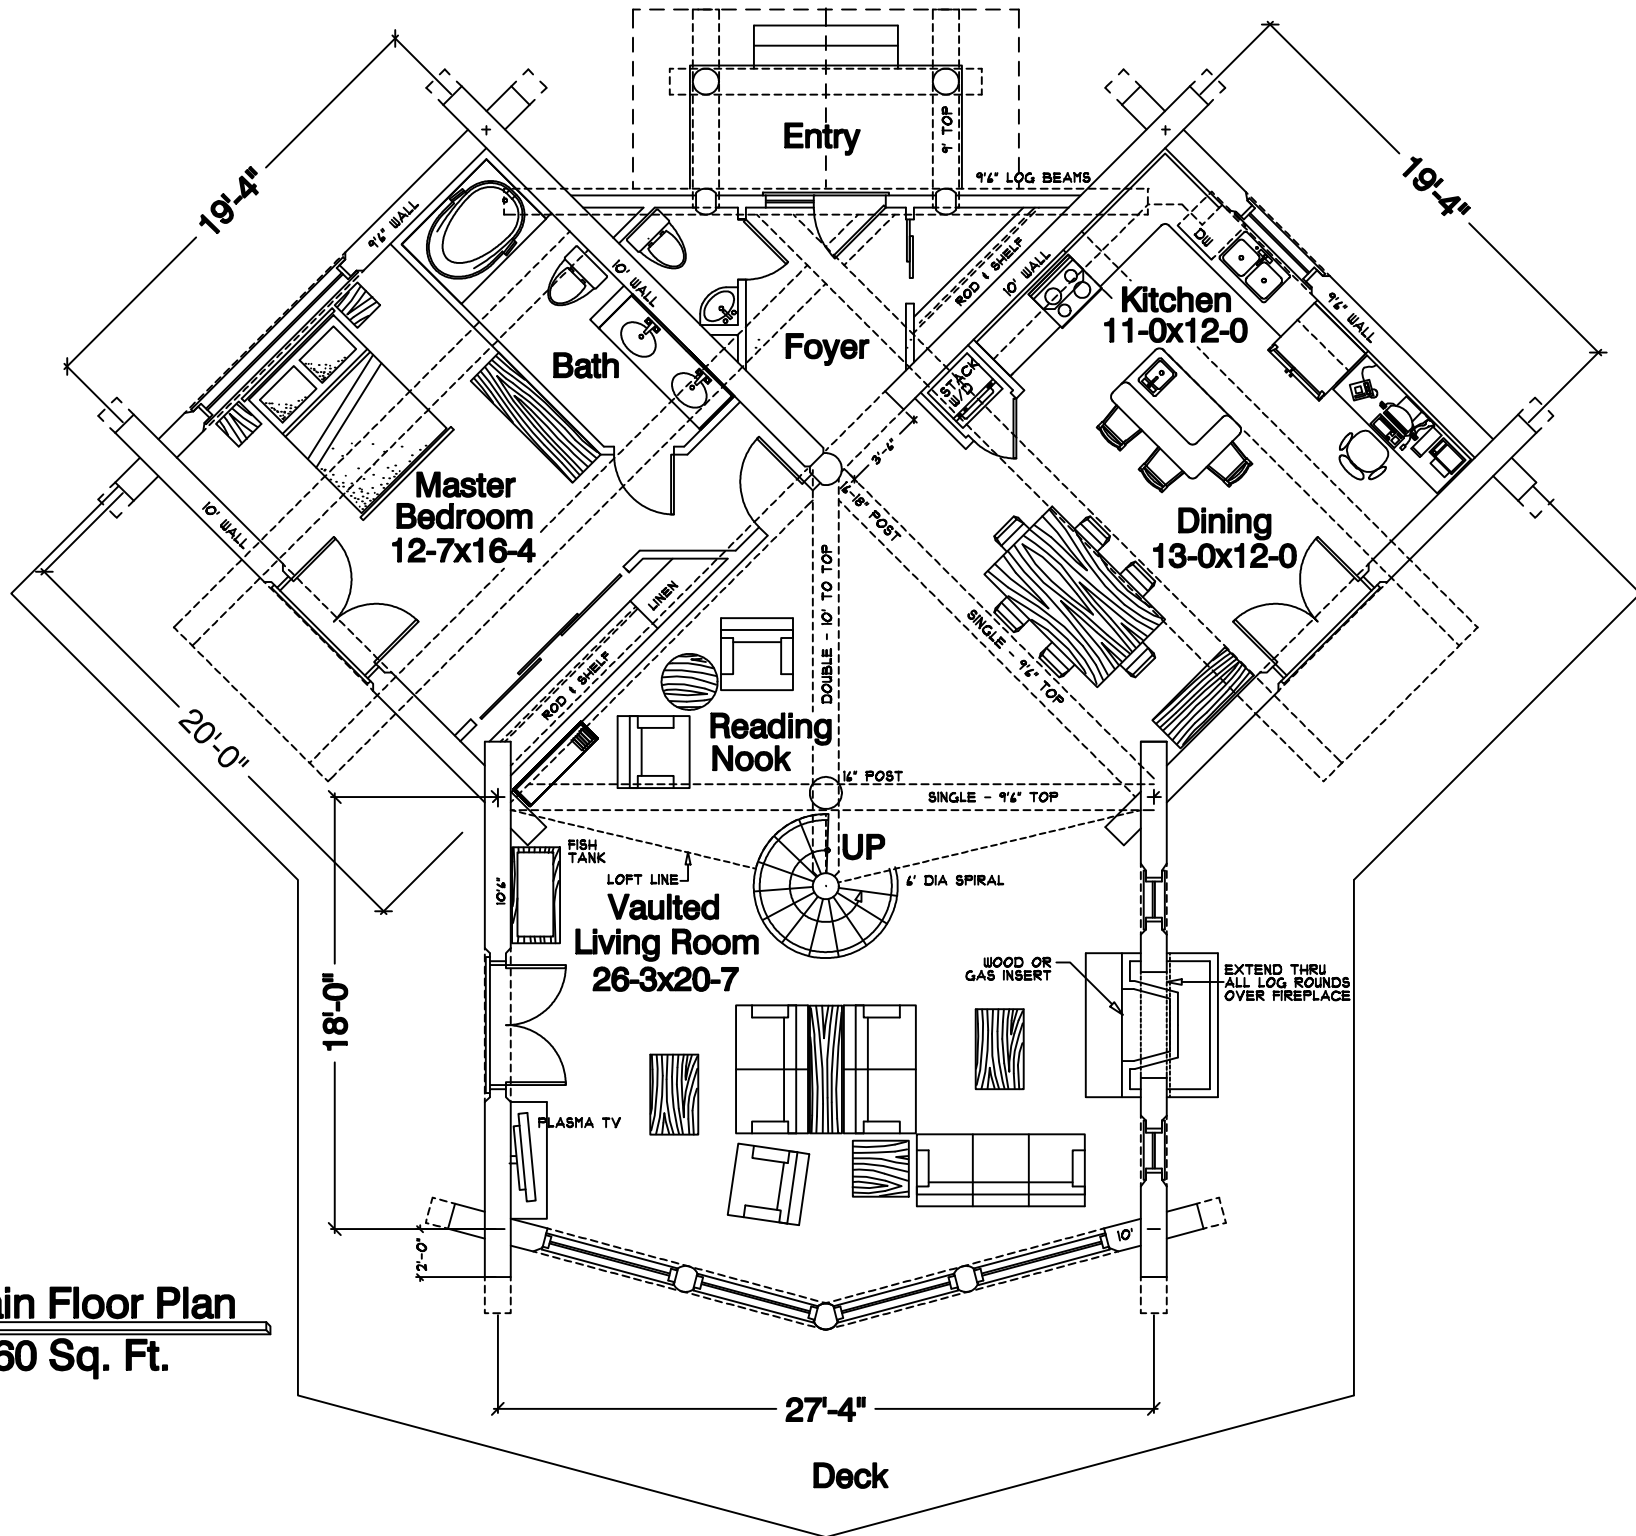 Entry
9' TOP
9'6" LOG BEAMS
19'-4"
19'-4"
9'6" WALL
10' WALL
ROD & SHELF
10' WALL
DW
9'6" WALL
Kitchen
11-0x12-0
Foyer
Bath
STACK
W/D
3'-6"
Master
Bedroom
12-7x16-4
10' WALL
16-18" POST
Dining
13-0x12-0
DOUBLE - 10' TO TOP
SINGLE - 9'6" TOP
LINEN
ROD & SHELF
20'-0"
Reading
Nook
16" POST
SINGLE - 9'6" TOP
UP
FISH
TANK
10'6"
LOFT LINE
6' DIA SPIRAL
Vaulted
Living Room
26-3x20-7
WOOD OR
GAS INSERT
EXTEND THRU
ALL LOG ROUNDS
OVER FIREPLACE
18'-0"
PLASMA TV
10'
2'-0"
ain Floor Plan
60 Sq. Ft.
27'-4"
Deck